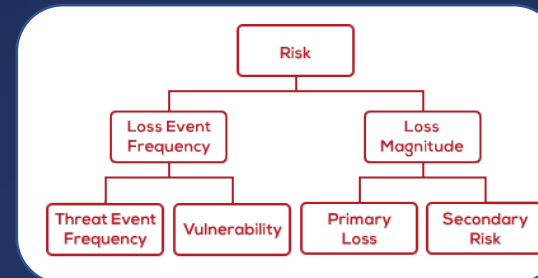 Risk
Loss Event
Frequency
Loss
Magnitude
Threat Event
Frequency
Vulnerability
Primary
Loss
Secondary
Risk